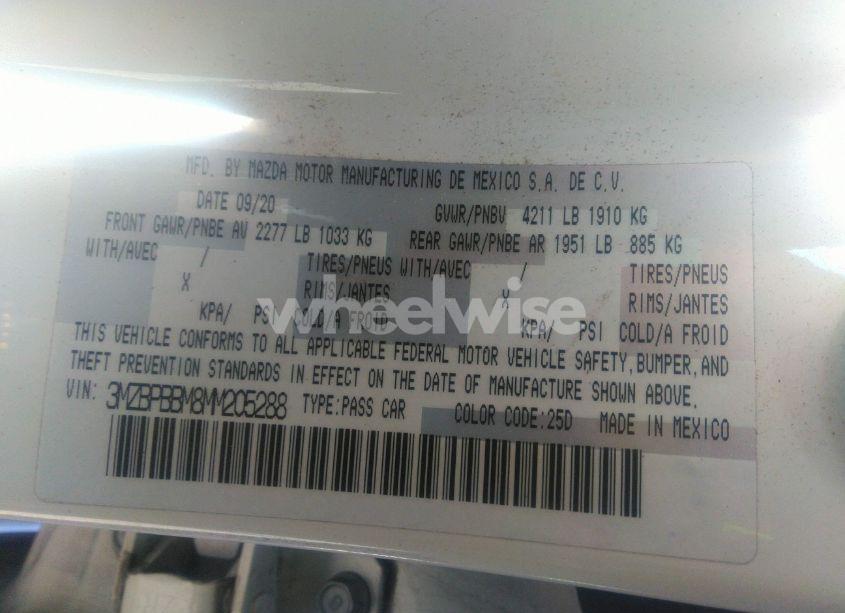 MFD. BY MAZDA MOTOR MANUFACTURING DE MEXICO S.A. DE C.V.
DATE 09/20 GVWR/PNBV 4211 LB 1910 KG
FRONT GAWR/PNBE AV 2277 LB 1033 KG REAR GAWR/PNBE AR 1951 LB 885 KG
WITH/AVEC / TIRES/PNEUS WITH/AVEC / TIRES/PNEUS
X RIMS/JANTES X RIMS/JANTES
KPA/ PSI COLD/A FROID KPA/ PSI COLD/A FROID
wheelwise
THIS VEHICLE CONFORMS TO ALL APPLICABLE FEDERAL MOTOR VEHICLE SAFETY, BUMPER, AND
THEFT PREVENTION STANDARDS IN EFFECT ON THE DATE OF MANUFACTURE SHOWN ABOVE.
VIN: 3MZBPBBM8MM205288 TYPE:PASS CAR COLOR CODE:25D MADE IN MEXICO